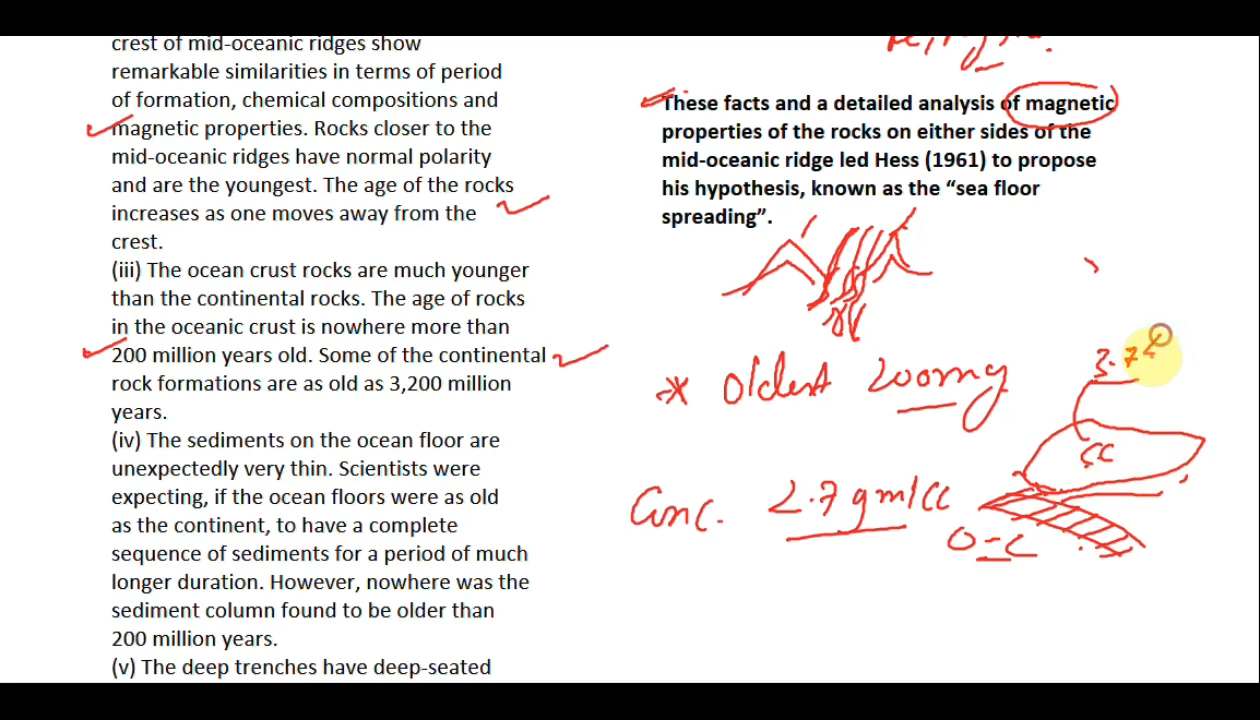 crest of mid-oceanic ridges show
remarkable similarities in terms of period
of formation, chemical compositions and
magnetic properties. Rocks closer to the
mid-oceanic ridges have normal polarity
and are the youngest. The age of the rocks
increases as one moves away from the
crest.
(iii) The ocean crust rocks are much younger
than the continental rocks. The age of rocks
in the oceanic crust is nowhere more than
200 million years old. Some of the continental
rock formations are as old as 3,200 million
years.
(iv) The sediments on the ocean floor are
unexpectedly very thin. Scientists were
expecting, if the ocean floors were as old
as the continent, to have a complete
sequence of sediments for a period of much
longer duration. However, nowhere was the
sediment column found to be older than
200 million years.
(v) The deep trenches have deep-seated
These facts and a detailed analysis of magnetic
properties of the rocks on either sides of the
mid-oceanic ridge led Hess (1961) to propose
his hypothesis, known as the “sea floor
spreading”.
* Oldest 200my
2.7 gm/cc
O-C